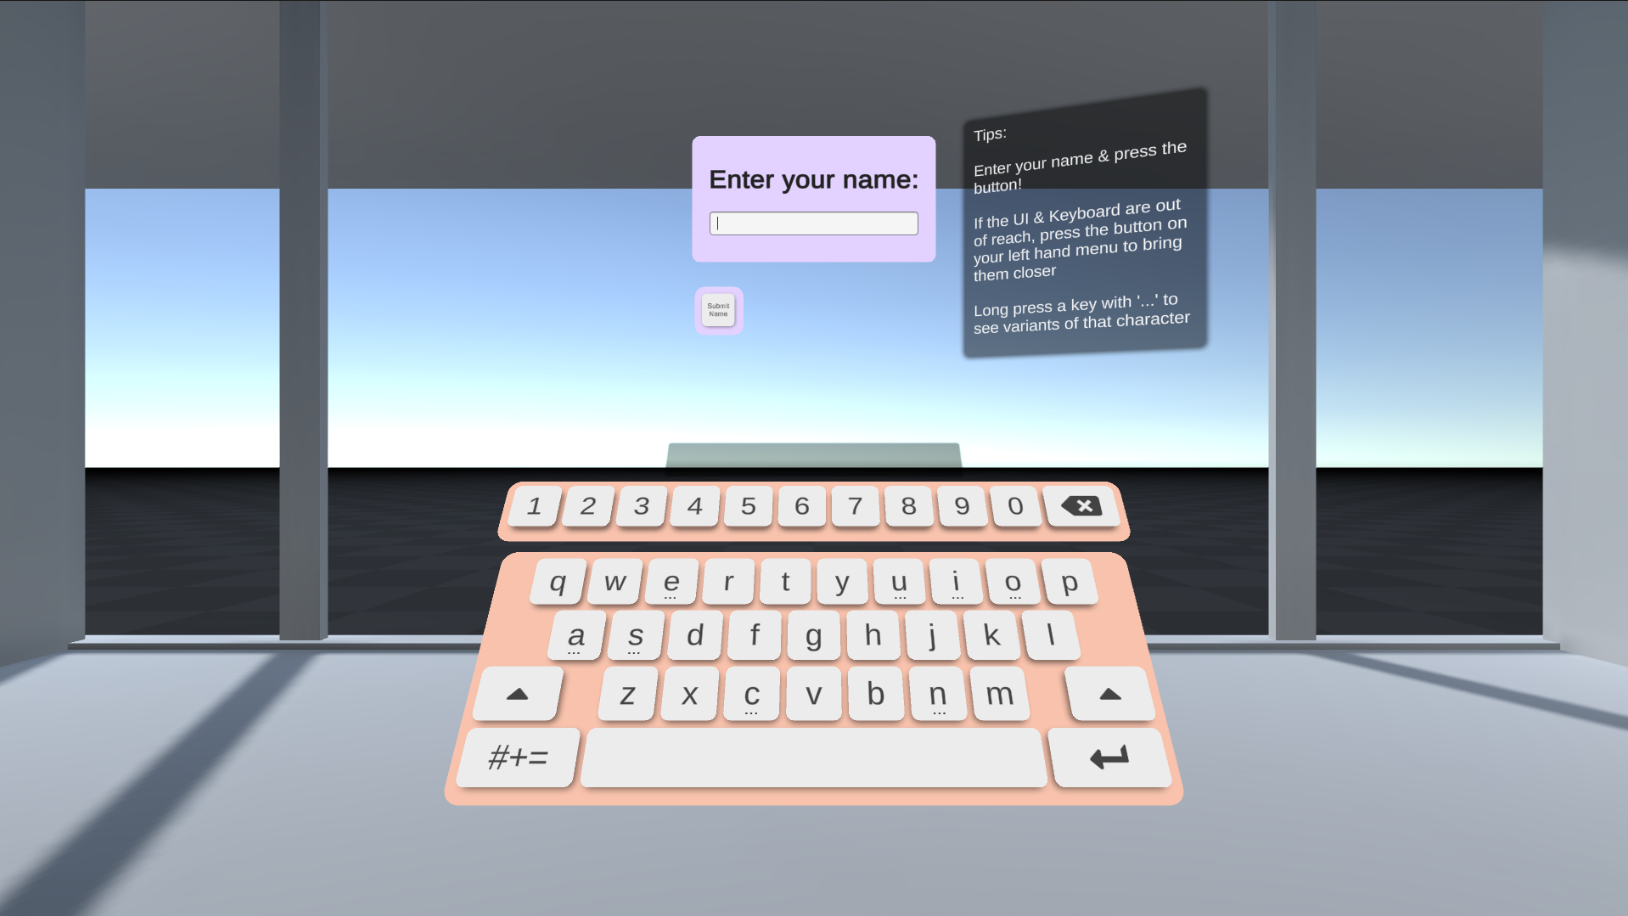 Enter your name:
Submit
Name
Tips:
Enter your name & press the
button!
If the UI & Keyboard are out
of reach, press the button on
your left hand menu to bring
them closer
Long press a key with '...' to
see variants of that character
1 2 3 4 5 6 7 8 9 0
q w e r t y u i o p
a s d f g h j k l
z x c v b n m
#+=